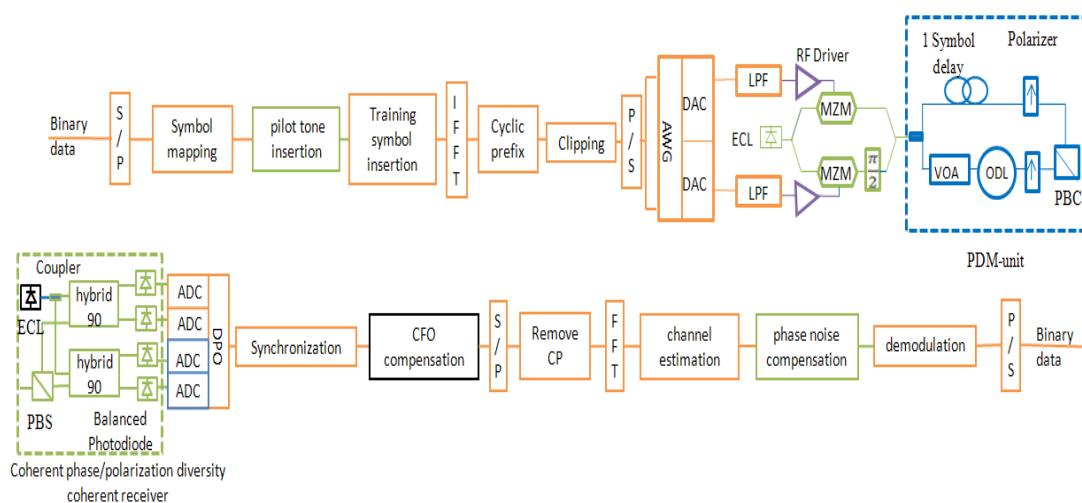 Binary
data
S
/
P
Symbol
mapping
pilot tone
insertion
Training
symbol
insertion
I
F
F
T
Cyclic
prefix
Clipping
P
/
S
AWG
DAC
DAC
LPF
LPF
RF Driver
ECL
MZM
MZM
π
2
1 Symbol
delay
Polarizer
VOA
ODL
PBC
PDM-unit
Coupler
ECL
hybrid
90
hybrid
90
PBS
Balanced
Photodiode
Coherent phase/polarization diversity
coherent receiver
ADC
ADC
ADC
ADC
DPO
Synchronization
CFO
compensation
S
/
P
Remove
CP
F
F
T
channel
estimation
phase noise
compensation
demodulation
P
/
S
Binary
data